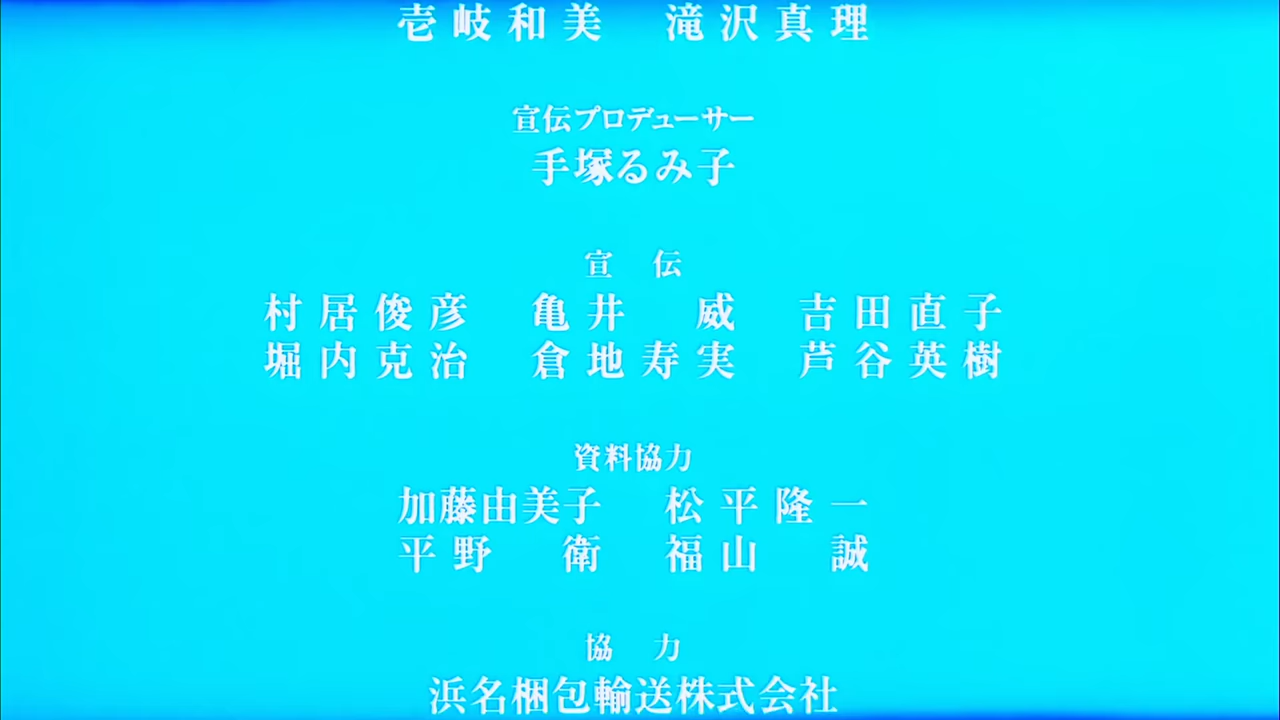 壱岐和美　滝沢真理
宣伝プロデューサー
手塚るみ子
宣　伝
村居俊彦　亀井　威　吉田直子
堀内克治　倉地寿実　芦谷英樹
資料協力
加藤由美子　松平隆一
平野　衛　福山　誠
協　力
浜名梱包輸送株式会社